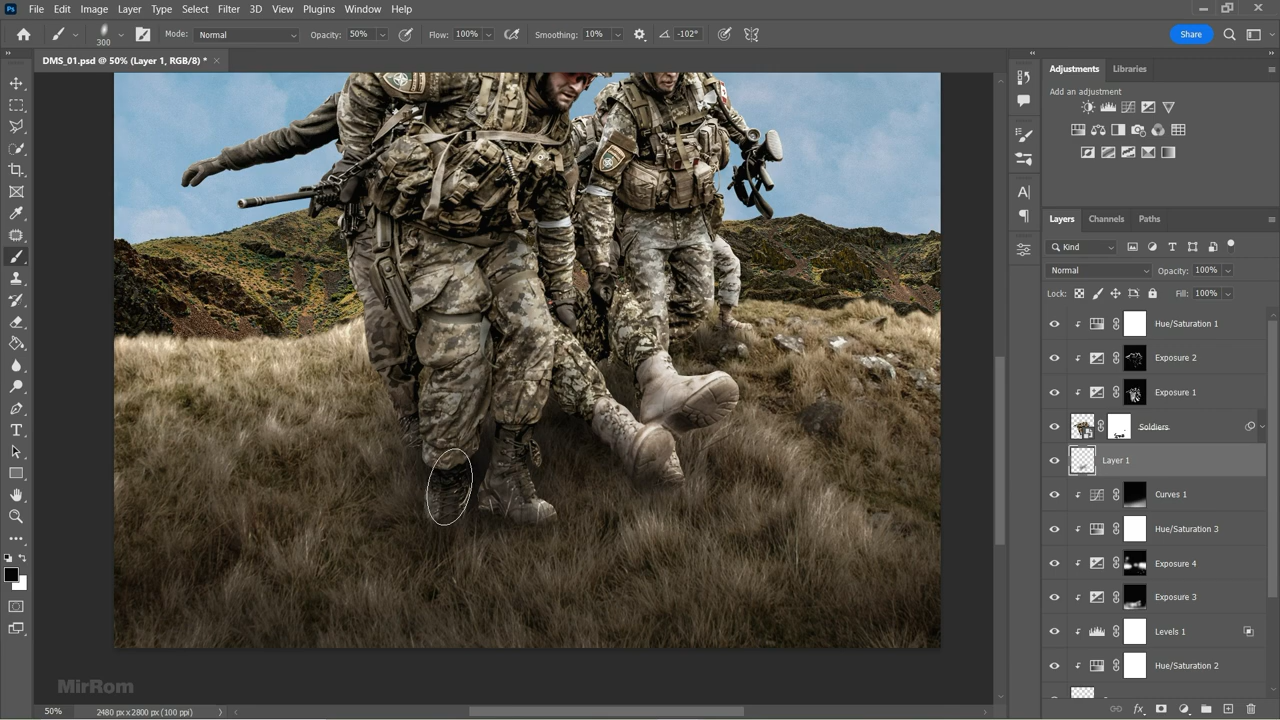 Ps File Edit Image Layer Type Select Filter 3D View Plugins Window Help
300 Mode: Normal Opacity: 50% Flow: 100% Smoothing: 10% -102° Share
DMS_01.psd @ 50% (Layer 1, RGB/8) *
Adjustments Libraries
Add an adjustment
Layers Channels Paths
Kind
Normal Opacity: 100%
Lock: Fill: 100%
Hue/Saturation 1
Exposure 2
Exposure 1
Soldiers
Layer 1
Curves 1
Hue/Saturation 3
Exposure 4
Exposure 3
Levels 1
Hue/Saturation 2
MirRom
50% 2480 px x 2800 px (100 ppi)
fx